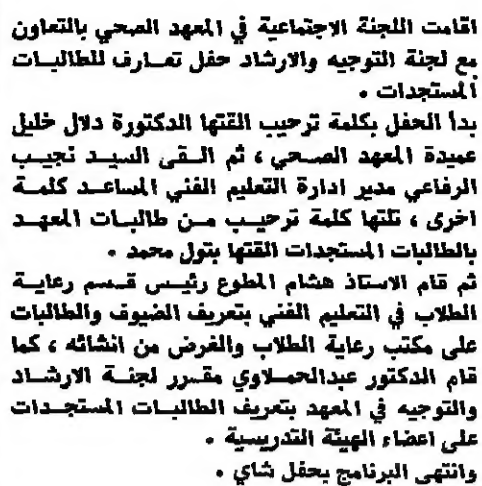 اقامت اللجنة الاجتماعية في المعهد الصحي بالتعاون
مع لجنة التوجيه والارشاد حفل تعارف للطالبات
المستجدات .
بدأ الحفل بكلمة ترحيب القتها الدكتورة دلال خليل
عميدة المعهد الصحي ، ثم القى السيد نجيب
الرفاعي مدير ادارة التعليم الفني المساعد كلمة
اخرى ، تلتها كلمة ترحيب من طالبات المعهد
بالطالبات المستجدات القتها بتول محمد .
ثم قام الاستاذ هشام المطوع رئيس قسم رعاية
الطلاب في التعليم الفني بتعريف الضيوف والطالبات
على مكتب رعاية الطلاب والغرض من انشائه ، كما
قام الدكتور عبدالحملاوي مقرر لجنة الارشاد
والتوجيه في المعهد بتعريف الطالبات المستجدات
على اعضاء الهيئة التدريسية .
وانتهى البرنامج بحفل شاي .